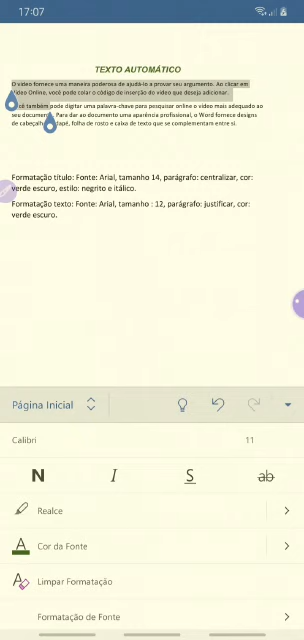 17:07
TEXTO AUTOMÁTICO
O vídeo fornece uma maneira poderosa de ajudá-lo a provar seu argumento. Ao clicar em
Vídeo Online, você pode colar o código de inserção do vídeo que deseja adicionar.
também pode digitar uma palavra-chave para pesquisar online o vídeo mais adequado ao
seu document Para dar ao documento uma aparência profissional, o Word fornece designs
de cabeçalh dapé, folha de rosto e caixa de texto que se complementam entre si.
Formatação título: Fonte: Arial, tamanho 14, parágrafo: centralizar, cor:
verde escuro, estilo: negrito e itálico.
Formatação texto: Fonte: Arial, tamanho : 12, parágrafo: justificar, cor:
verde escuro.
Página Inicial
Calibri 11
N I S ab
Realce
A Cor da Fonte
A Limpar Formatação
Formatação de Fonte